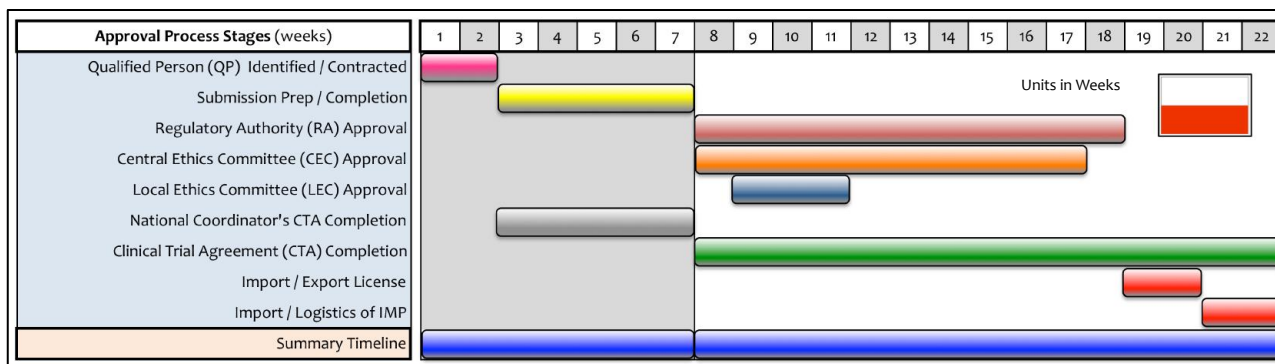 Approval Process Stages (weeks) 1 2 3 4 5 6 7 8 9 10 11 12 13 14 15 16 17 18 19 20 21 22
Qualified Person (QP) Identified / Contracted
Submission Prep / Completion
Units in Weeks
Regulatory Authority (RA) Approval
Central Ethics Committee (CEC) Approval
Local Ethics Committee (LEC) Approval
National Coordinator's CTA Completion
Clinical Trial Agreement (CTA) Completion
Import / Export License
Import / Logistics of IMP
Summary Timeline